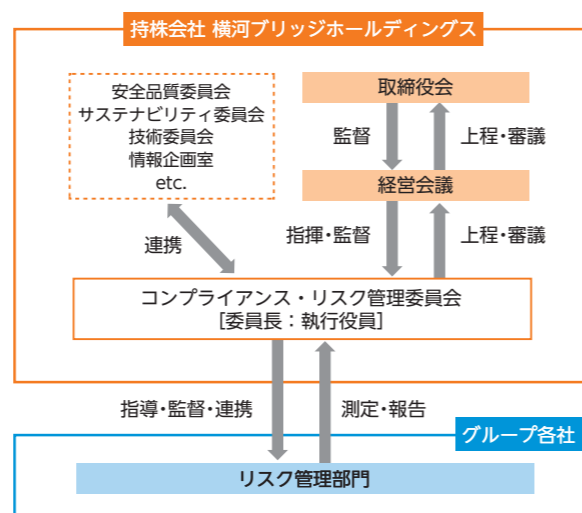 持株会社 横河ブリッジホールディングス
安全品質委員会
サステナビリティ委員会
技術委員会
情報企画室
etc.
取締役会
監督
上程・審議
経営会議
連携
指揮・監督
上程・審議
コンプライアンス・リスク管理委員会
[委員長：執行役員]
指導・監督・連携
測定・報告
グループ各社
リスク管理部門